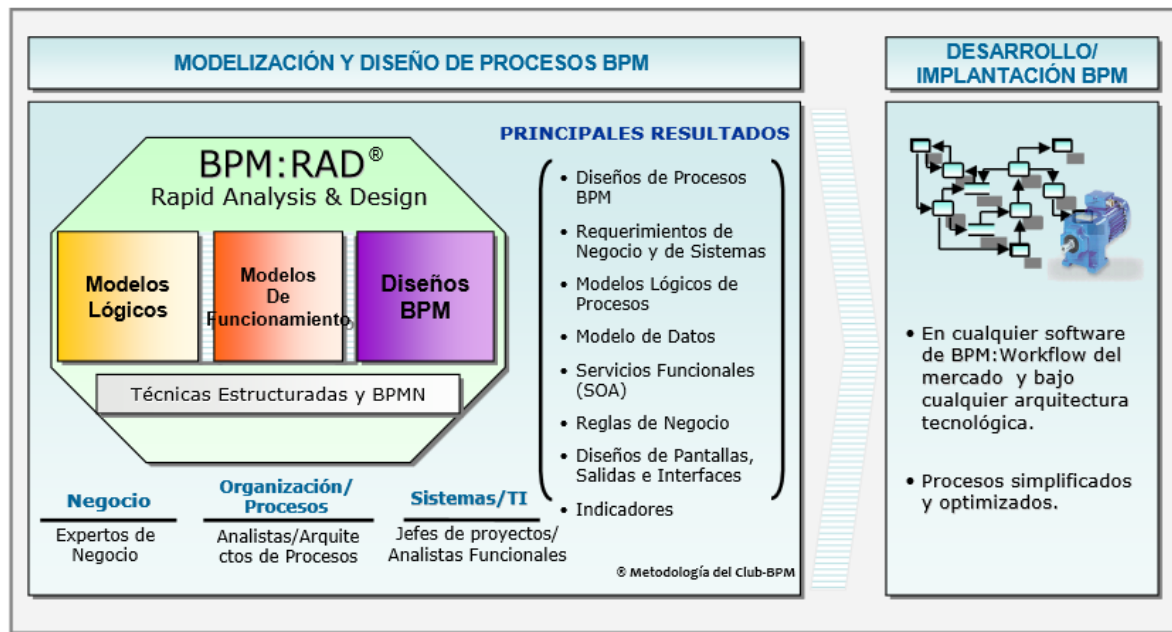 MODELIZACIÓN Y DISEÑO DE PROCESOS BPM
DESARROLLO/
IMPLANTACIÓN BPM
BPM:RAD®
Rapid Analysis & Design
Modelos
Lógicos
Modelos
De
Funcionamiento
Diseños
BPM
Técnicas Estructuradas y BPMN
Negocio
Expertos de
Negocio
Organización/
Procesos
Analistas/Arquite
ctos de Procesos
Sistemas/TI
Jefes de proyectos/
Analistas Funcionales
PRINCIPALES RESULTADOS
• Diseños de Procesos
BPM
• Requerimientos de
Negocio y de Sistemas
• Modelos Lógicos de
Procesos
• Modelo de Datos
• Servicios Funcionales
(SOA)
• Reglas de Negocio
• Diseños de Pantallas,
Salidas e Interfaces
• Indicadores
® Metodología del Club-BPM
• En cualquier software
de BPM:Workflow del
mercado y bajo
cualquier arquitectura
tecnológica.
• Procesos simplificados
y optimizados.